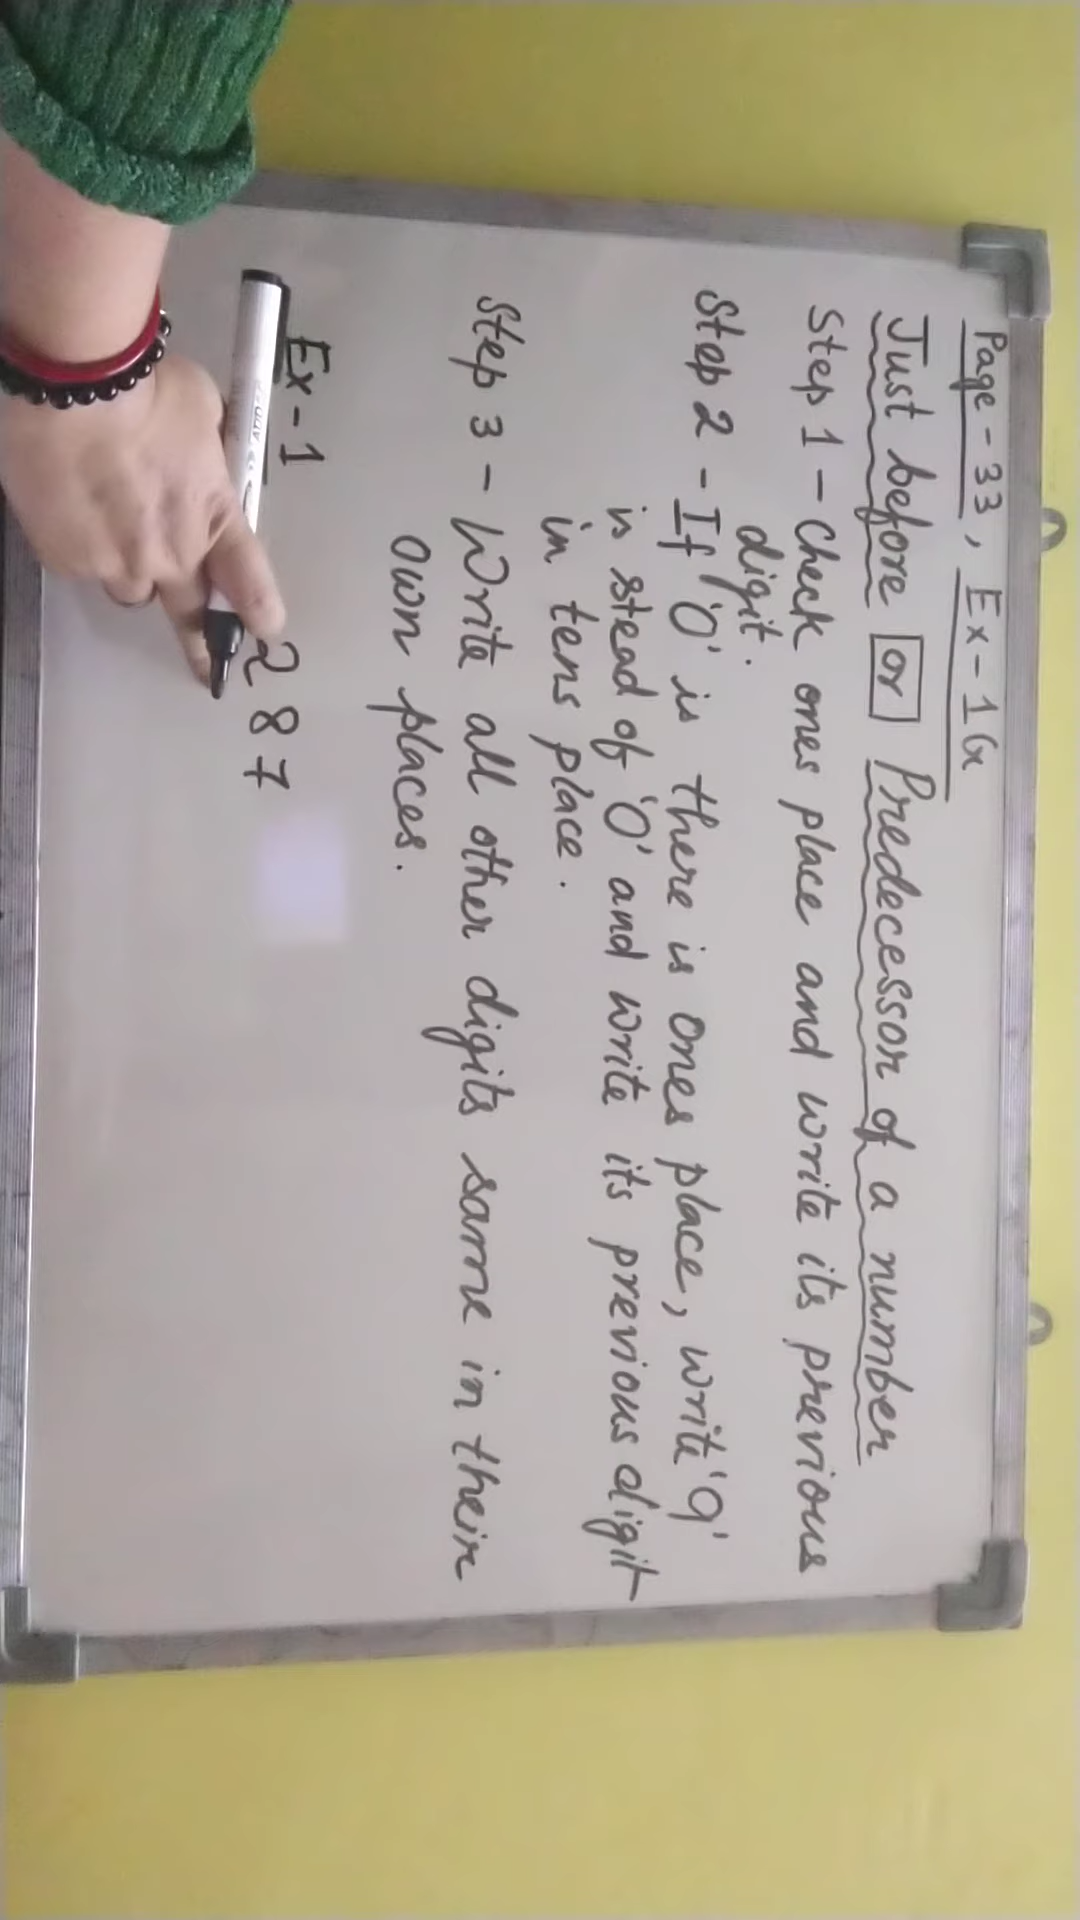 Page - 33, Ex - 1G
Just before or Predecessor of a number
Step 1 - Check ones place and write its previous
digit.
Step 2 - If '0' is there is ones place, write '9'
in stead of '0' and write its previous digit
in tens place.
Step 3 - Write all other digits same in their
own places.
Ex - 1
287